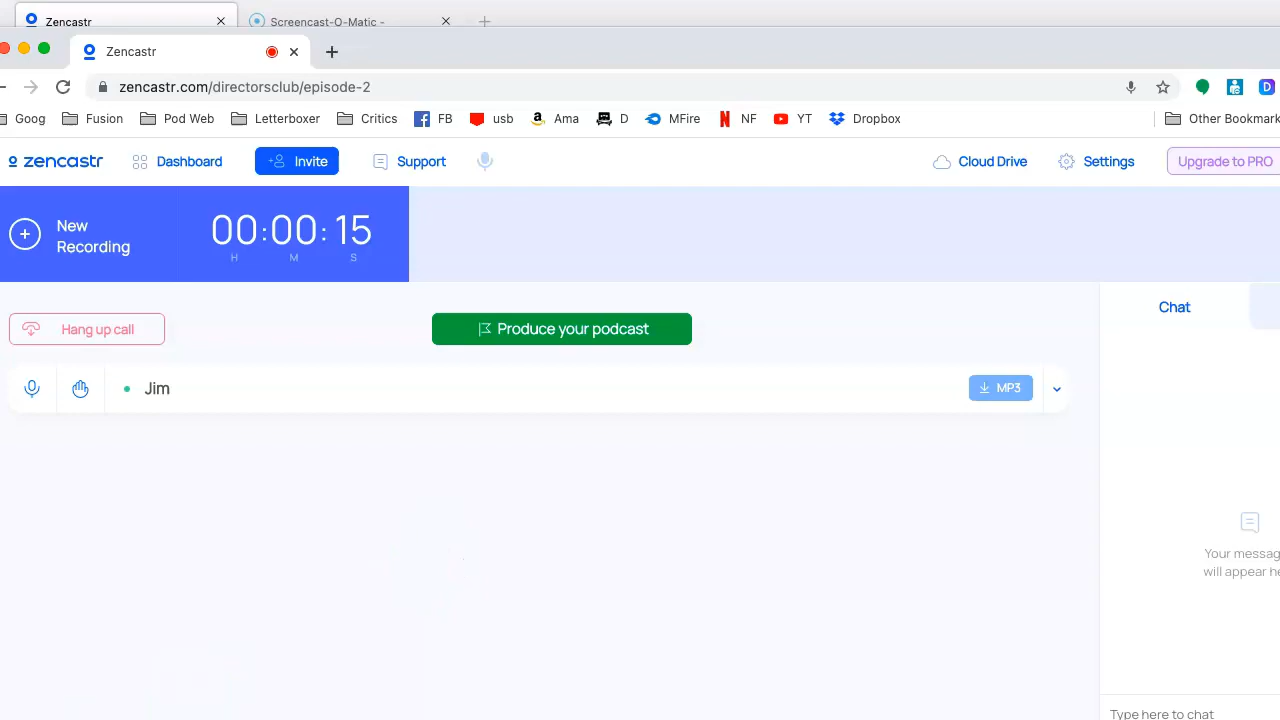 Zencastr
Screencast-O-Matic -
Zencastr
zencastr.com/directorsclub/episode-2
Goog Fusion Pod Web Letterboxer Critics FB usb Ama D MFire NF YT Dropbox Other Bookmark
zencastr Dashboard Invite Support Cloud Drive Settings Upgrade to PRO
New
Recording
00:00:15
H M S
Hang up call
Produce your podcast
Chat
Jim
MP3
Your messag
will appear he
Type here to chat